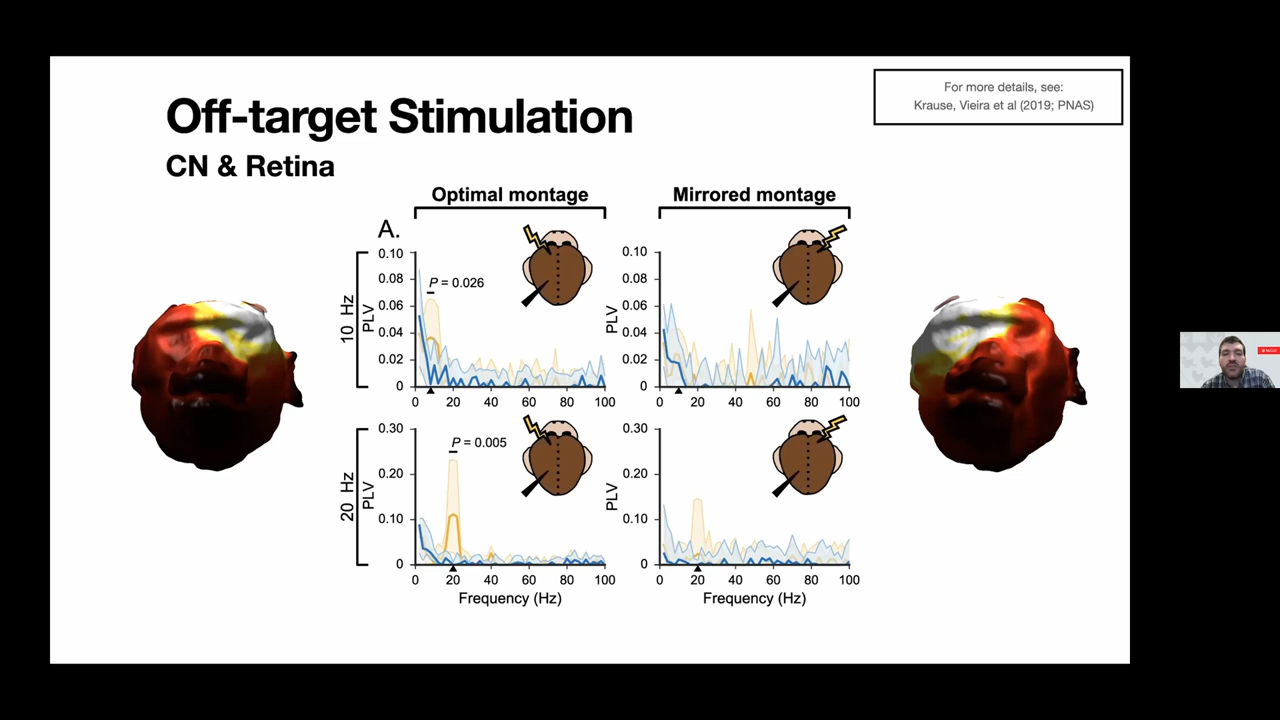 For more details, see:
Krause, Vieira et al (2019; PNAS)
Off-target Stimulation
CN & Retina
Optimal montage
Mirrored montage
A.
10 Hz
PLV
0.10
0.08
0.06
0.04
0.02
0
P = 0.026
0 20 40 60 80 100
PLV
0.10
0.08
0.06
0.04
0.02
0
0 20 40 60 80 100
20 Hz
PLV
0.30
0.20
0.10
0
P = 0.005
0 20 40 60 80 100
Frequency (Hz)
PLV
0.30
0.20
0.10
0
0 20 40 60 80 100
Frequency (Hz)